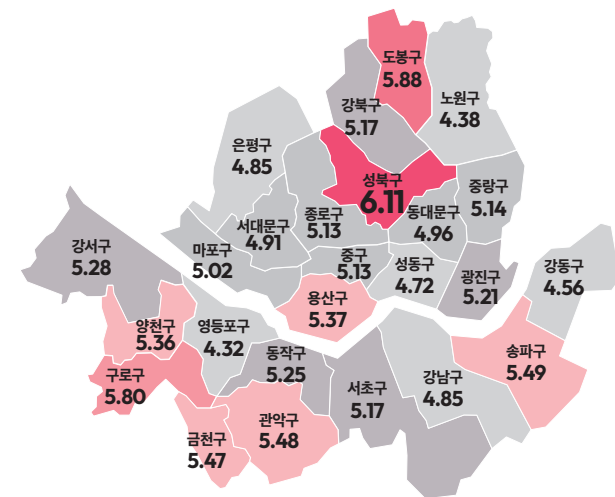 도봉구
5.88
강북구
5.17
노원구
4.38
은평구
4.85
성북구
6.11
중랑구
5.14
종로구
5.13
동대문구
4.96
서대문구
4.91
마포구
5.02
중구
5.13
성동구
4.72
광진구
5.21
강동구
4.56
강서구
5.28
용산구
5.37
양천구
5.36
영등포구
4.32
동작구
5.25
송파구
5.49
구로구
5.80
서초구
5.17
강남구
4.85
금천구
5.47
관악구
5.48